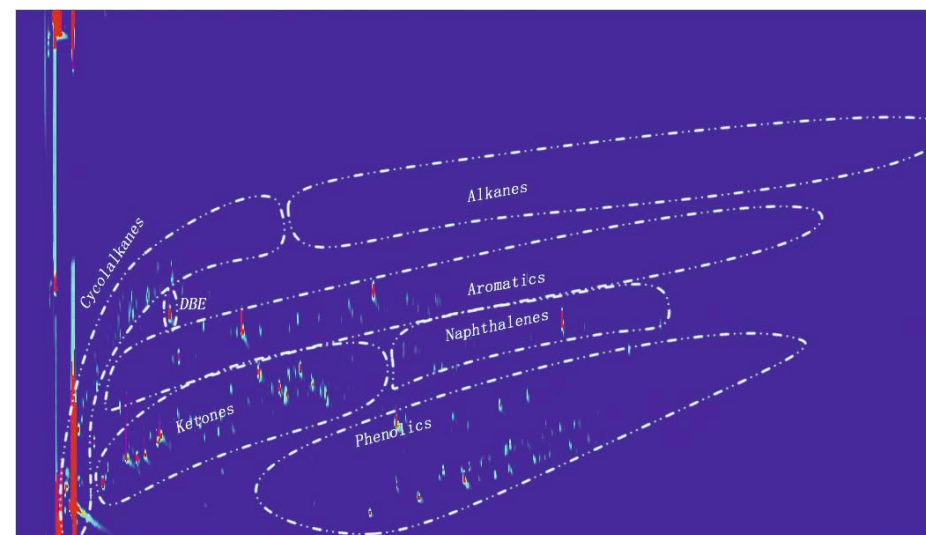 Alkanes
Cycolalkanes
Aromatics
DBE
Naphthalenes
Ketones
Phenolics